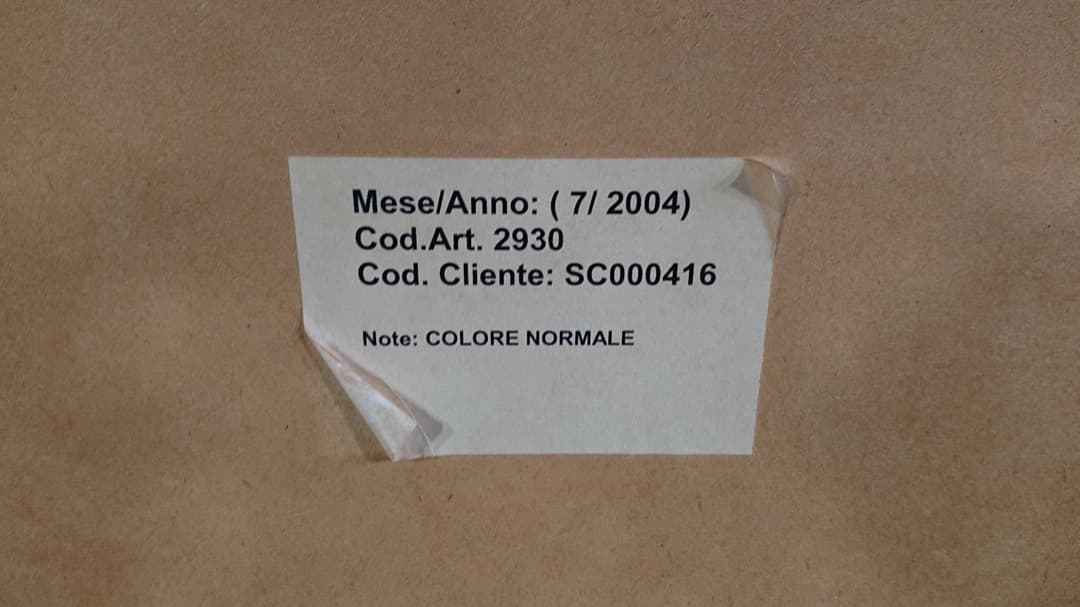 Mese/Anno: ( 7/ 2004)
Cod.Art. 2930
Cod. Cliente: SC000416
Note: COLORE NORMALE